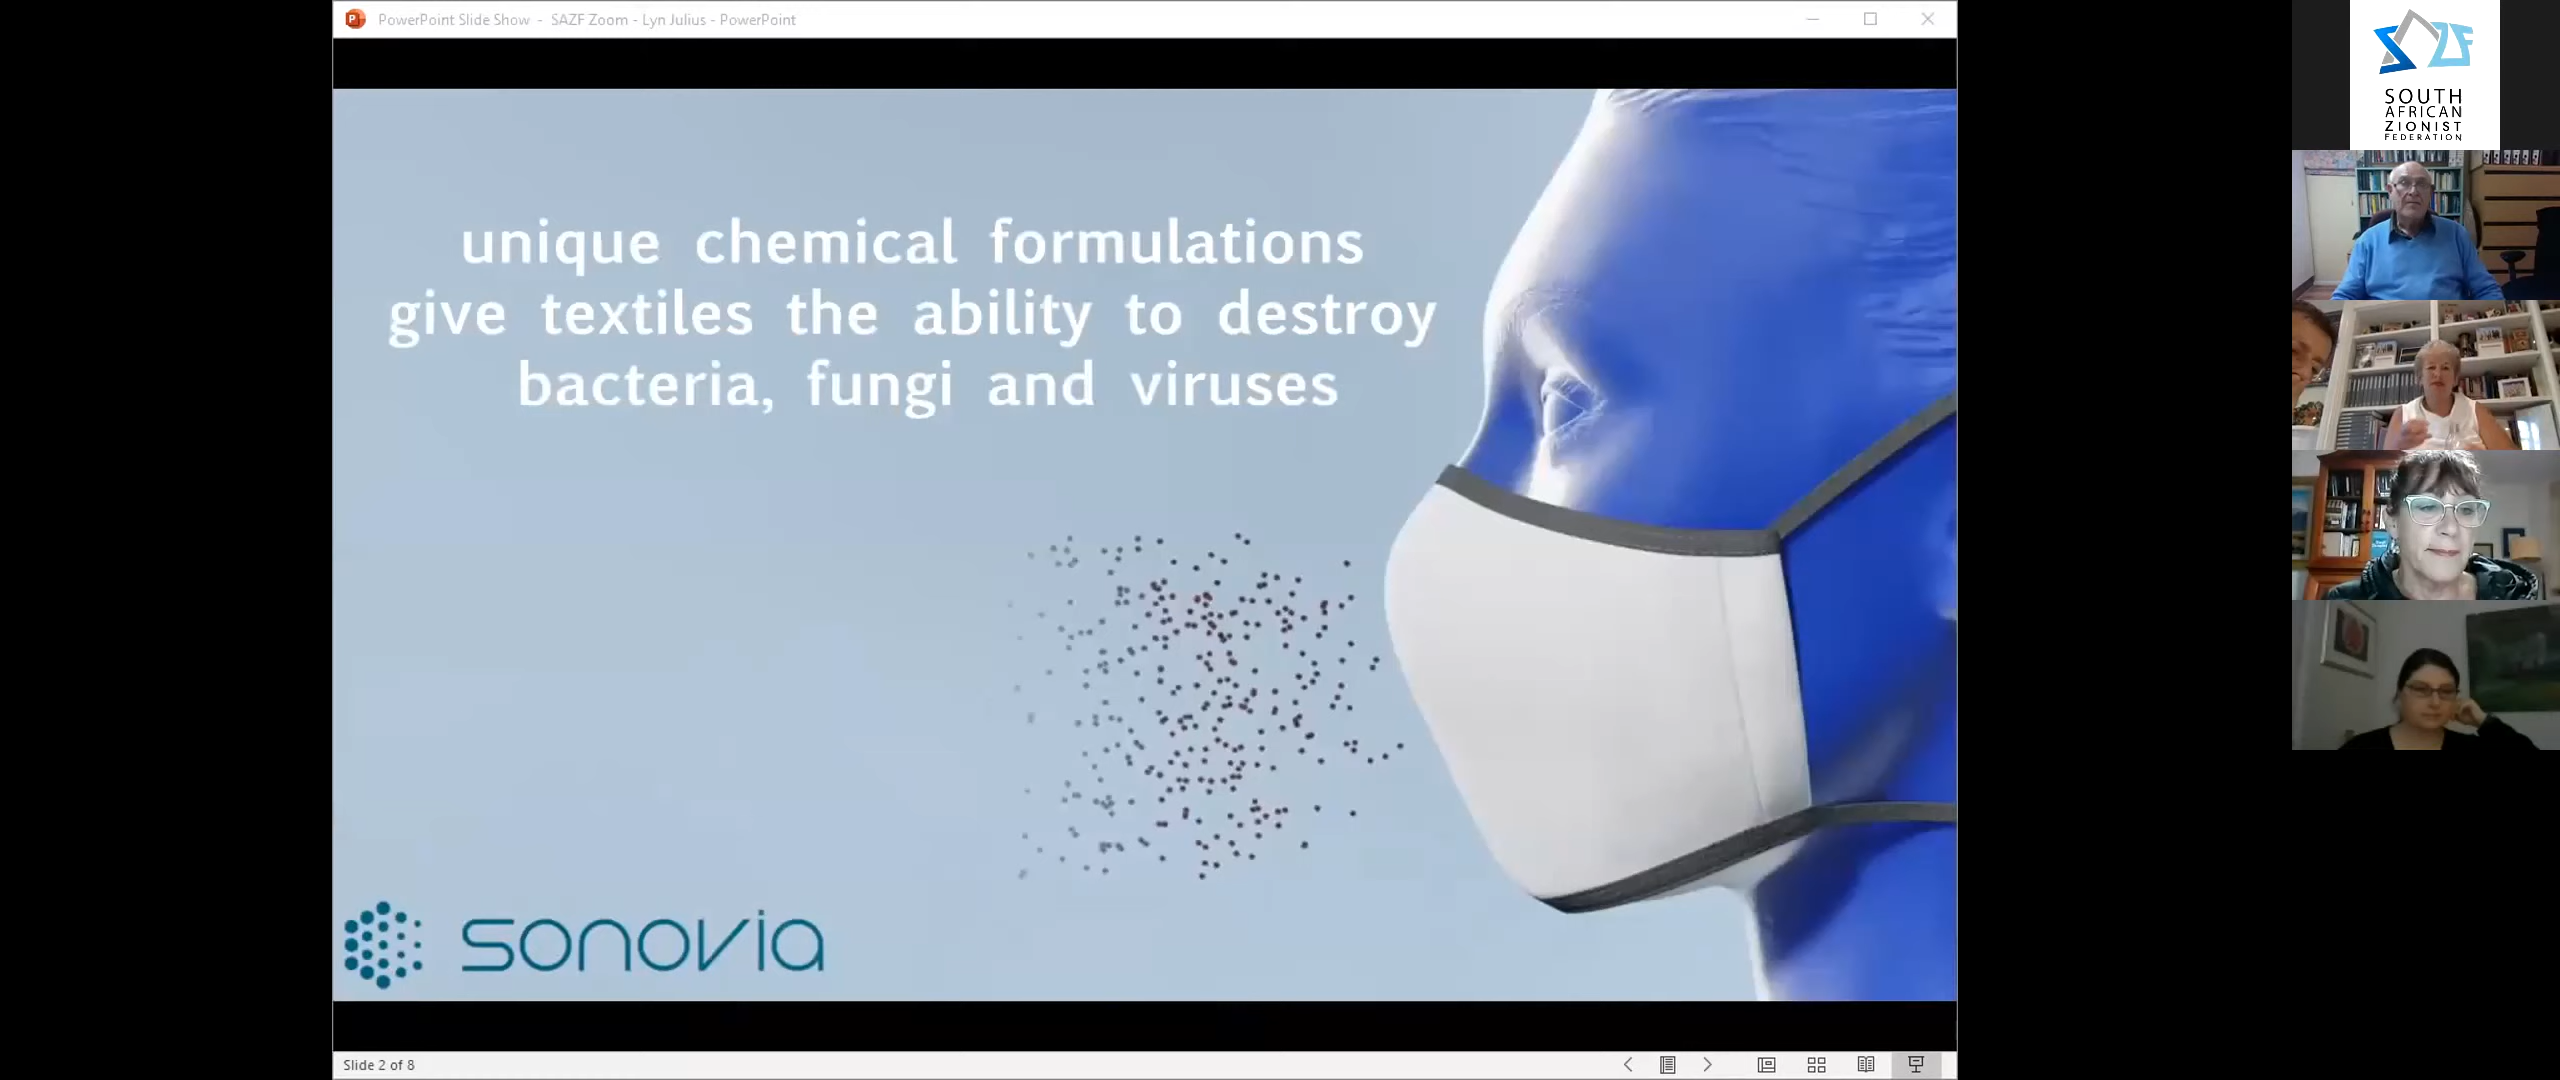 PowerPoint Slide Show - SAZF Zoom - Lyn Julius - PowerPoint
unique chemical formulations
give textiles the ability to destroy
bacteria, fungi and viruses
sonovia
Slide 2 of 8
SZF
SOUTH
AFRICAN
ZIONIST
FEDERATION